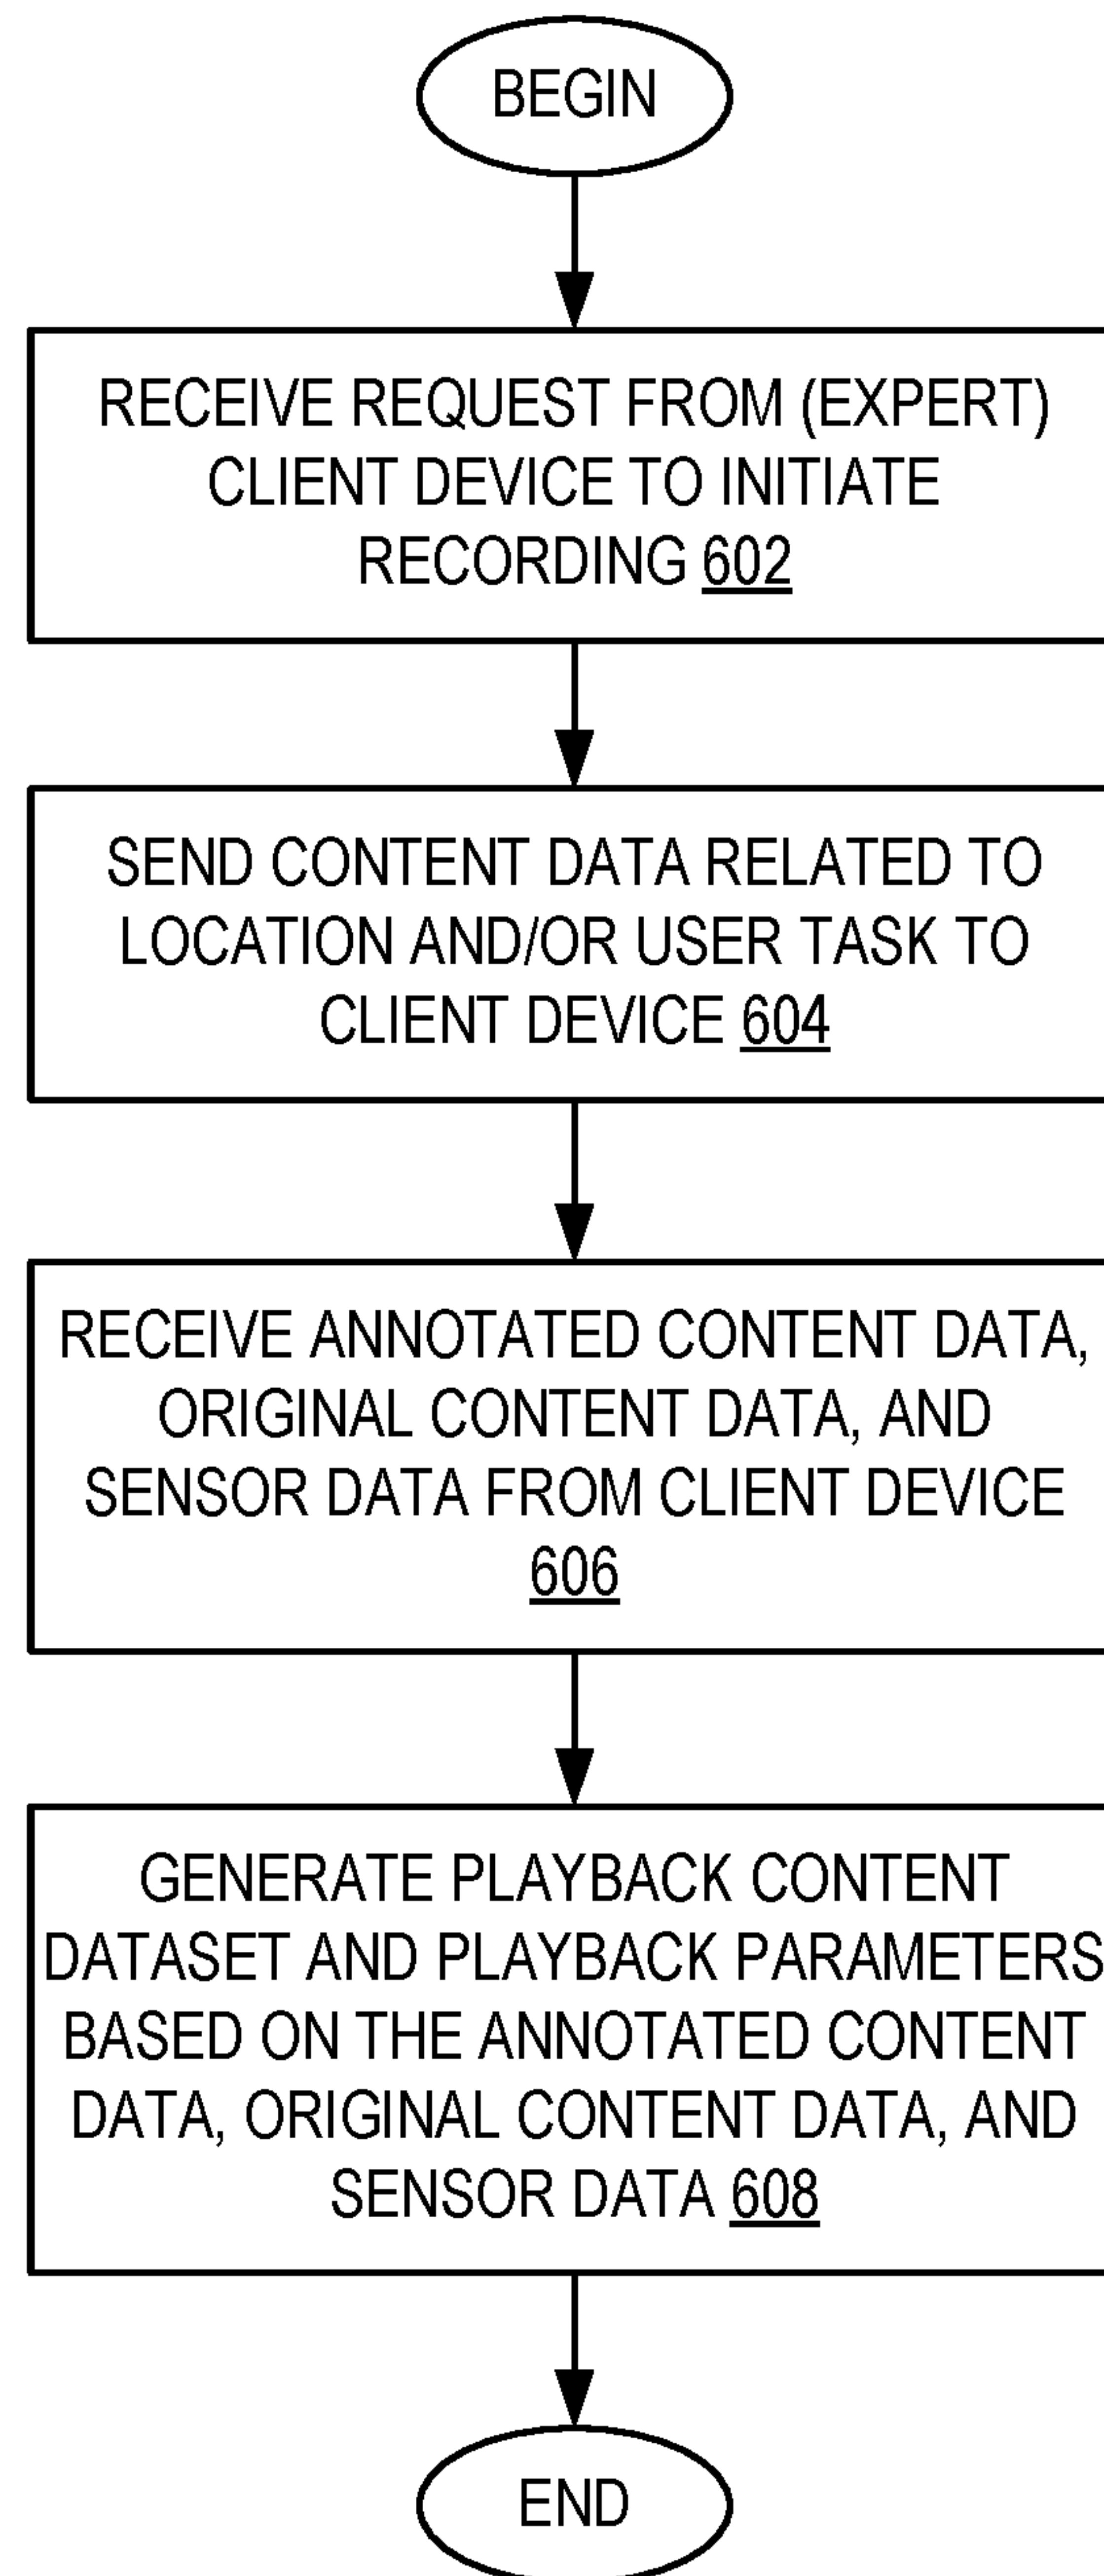 BEGIN
RECEIVE REQUEST FROM (EXPERT)
CLIENT DEVICE TO INITIATE
RECORDING 602
SEND CONTENT DATA RELATED TO
LOCATION AND/OR USER TASK TO
CLIENT DEVICE 604
RECEIVE ANNOTATED CONTENT DATA,
ORIGINAL CONTENT DATA, AND
SENSOR DATA FROM CLIENT DEVICE
606
GENERATE PLAYBACK CONTENT
DATASET AND PLAYBACK PARAMETERS
BASED ON THE ANNOTATED CONTENT
DATA, ORIGINAL CONTENT DATA, AND
SENSOR DATA 608
END